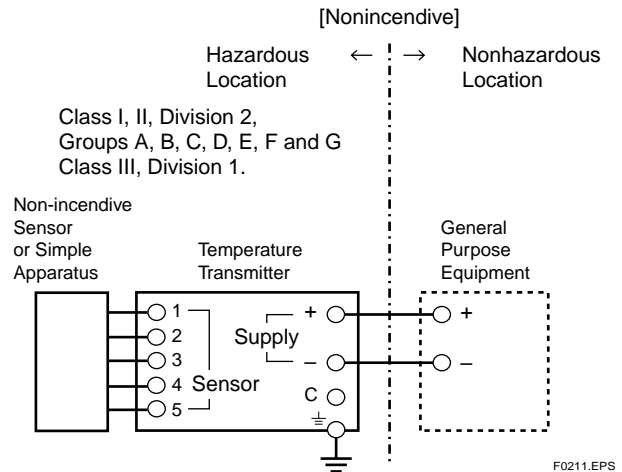 [Nonincendive]
Hazardous ← → Nonhazardous
Location Location
Class I, II, Division 2,
Groups A, B, C, D, E, F and G
Class III, Division 1.
Non-incendive
Sensor
or Simple
Apparatus
Temperature
Transmitter
General
Purpose
Equipment
1
2
3
4 Sensor
5
+
Supply
–
C
+
–
F0211.EPS